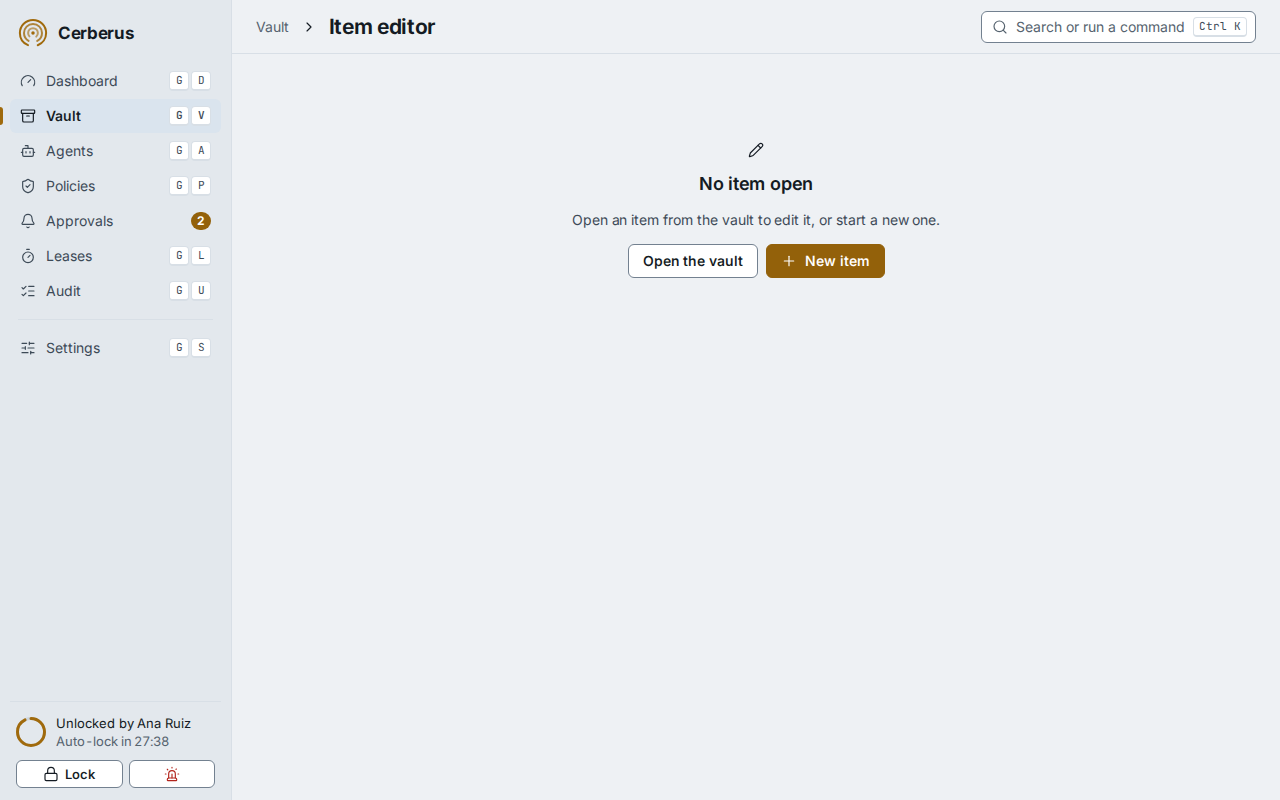 Cerberus
Dashboard G D
Vault G V
Agents G A
Policies G P
Approvals 2
Leases G L
Audit G U
Settings G S
Unlocked by Ana Ruiz
Auto-lock in 27:38
Lock
Vault Item editor
Search or run a command Ctrl K
No item open
Open an item from the vault to edit it, or start a new one.
Open the vault New item